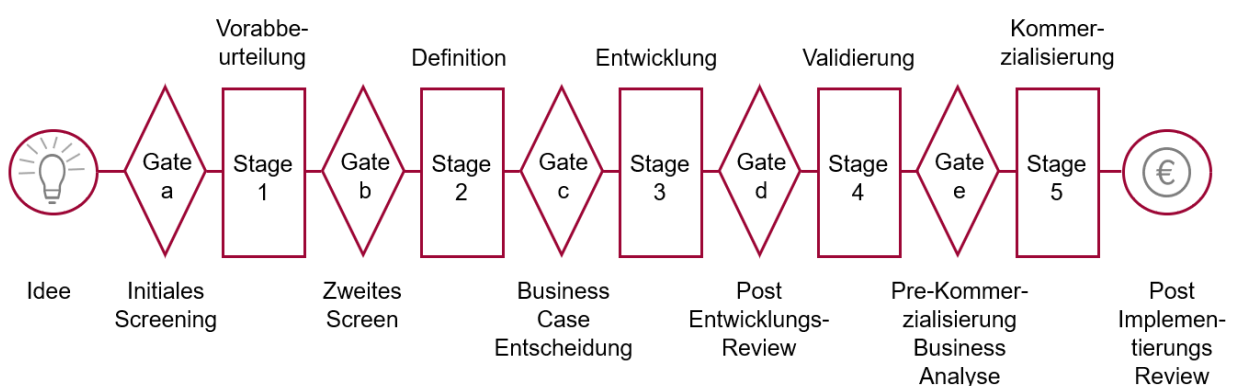 Vorabbe-
urteilung
Definition
Entwicklung
Validierung
Kommer-
zialisierung
Gate
a
Stage
1
Gate
b
Stage
2
Gate
c
Stage
3
Gate
d
Stage
4
Gate
e
Stage
5
€
Idee
Initiales
Screening
Zweites
Screen
Business
Case
Entscheidung
Post
Entwicklungs-
Review
Pre-Kommer-
zialisierung
Business
Analyse
Post
Implemen-
tierungs
Review